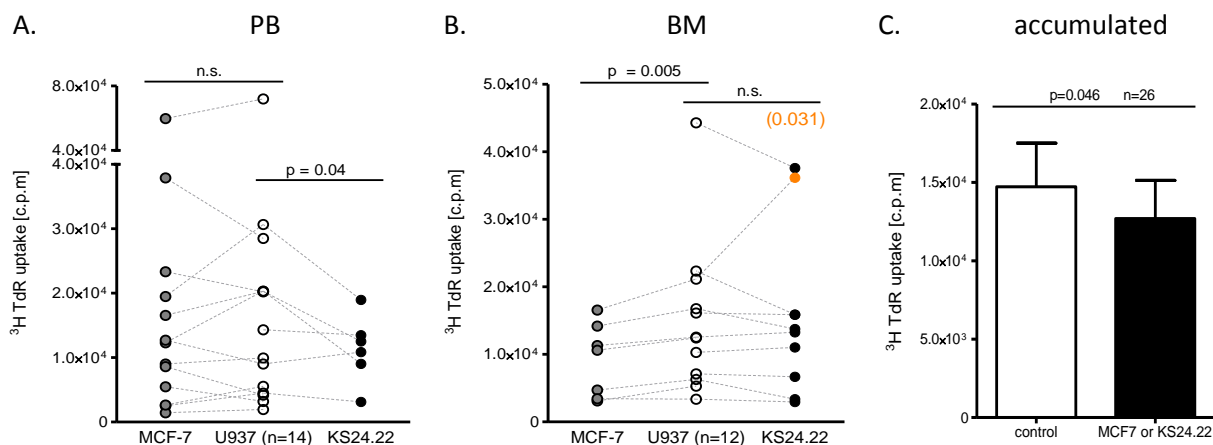 A. PB
n.s.
8.0x10⁴
6.0x10⁴
4.0x10⁴
4.0x10⁴
p = 0.04
3.0x10⁴
2.0x10⁴
1.0x10⁴
0
³H TdR uptake [c.p.m]
MCF-7 U937 (n=14) KS24.22
B. BM
p = 0.005
n.s.
(0.031)
5.0x10⁴
4.0x10⁴
3.0x10⁴
2.0x10⁴
1.0x10⁴
0
³H TdR uptake [c.p.m]
MCF-7 U937 (n=12) KS24.22
C. accumulated
p=0.046 n=26
2.0x10⁴
1.5x10⁴
1.0x10⁴
5.0x10³
0
³H TdR uptake [c.p.m]
control MCF7 or KS24.22